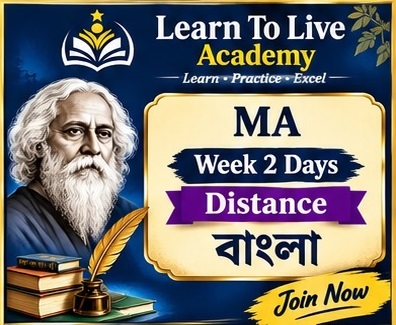 Learn To Live
Academy
Learn • Practice • Excel
MA
Week 2 Days
Distance
বাংলা
Join Now